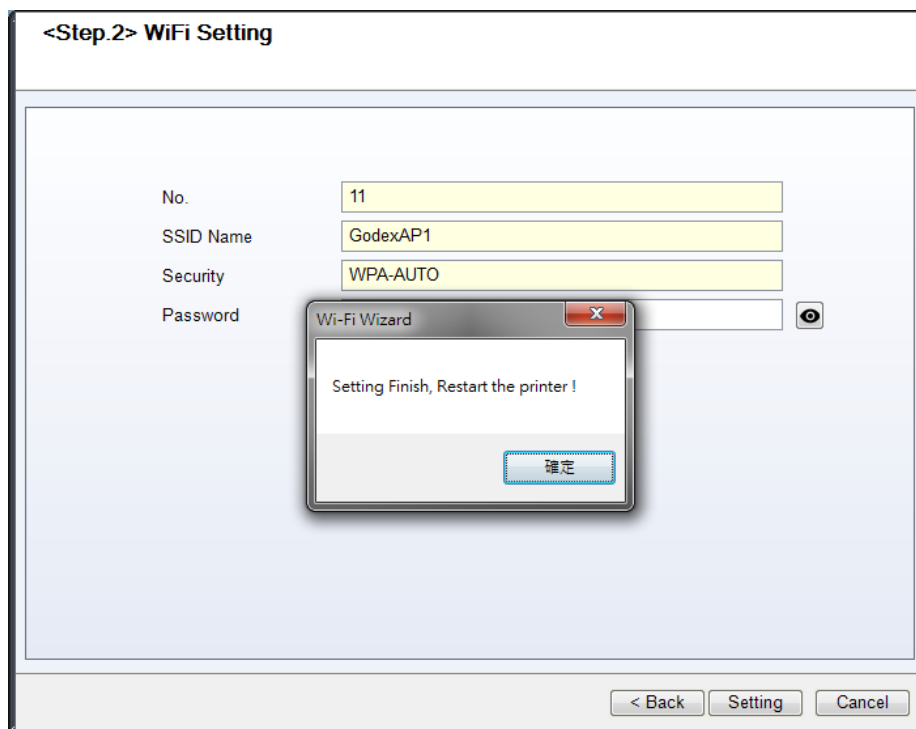 <Step.2> WiFi Setting
No. 11
SSID Name GodexAP1
Security WPA-AUTO
Password
Wi-Fi Wizard
Setting Finish, Restart the printer !
確定
< Back Setting Cancel